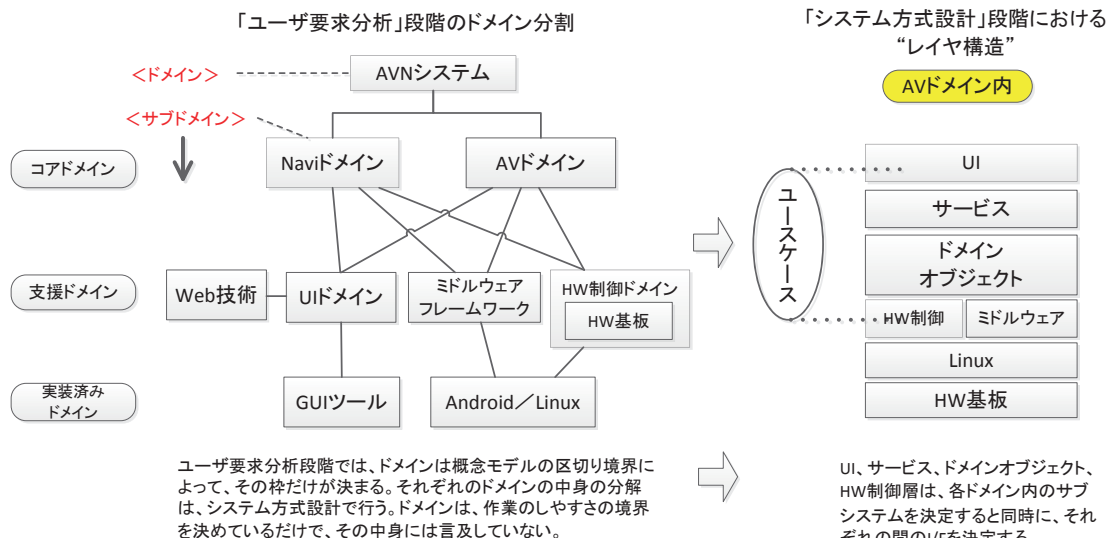 「ユーザ要求分析」段階のドメイン分割
「システム方式設計」段階における
“レイヤ構造”
AVドメイン内
＜ドメイン＞
AVNシステム
＜サブドメイン＞
コアドメイン
Naviドメイン
AVドメイン
支援ドメイン
Web技術
UIドメイン
ミドルウェア
フレームワーク
HW制御ドメイン
HW基板
実装済み
ドメイン
GUIツール
Android／Linux
ユースケース
UI
サービス
ドメイン
オブジェクト
HW制御
ミドルウェア
Linux
HW基板
ユーザ要求分析段階では、ドメインは概念モデルの区切り境界に
よって、その枠だけが決まる。それぞれのドメインの中身の分解
は、システム方式設計で行う。ドメインは、作業のしやすさの境界
を決めているだけで、その中身には言及していない。
UI、サービス、ドメインオブジェクト、
HW制御層は、各ドメイン内のサブ
システムを決定すると同時に、それ
ぞれの間のI/Fを決定する